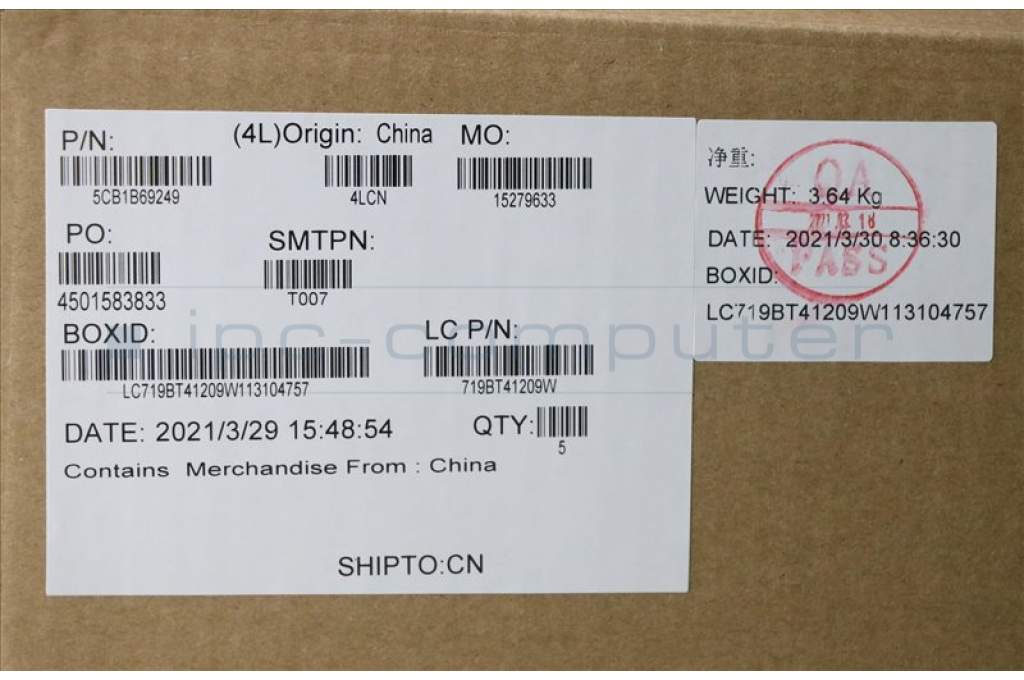 P/N:
5CB1B69249
(4L)Origin: China
4LCN
MO:
15279633
PO:
4501583833
SMTPN:
T007
BOXID:
LC719BT41209W113104757
LC P/N:
719BT41209W
DATE: 2021/3/29 15:48:54
QTY:
5
Contains Merchandise From : China
SHIPTO:CN
净重:
WEIGHT: 3.64 Kg
DATE: 2021/3/30 8:36:30
BOXID:
LC719BT41209W113104757
QA
PASS
ipc-computer